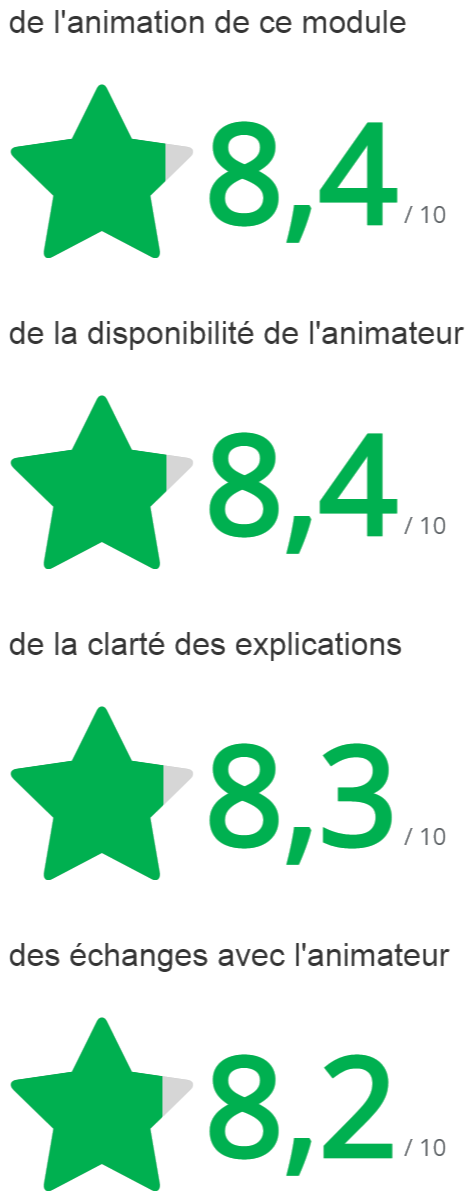 de l'animation de ce module
8,4 / 10
de la disponibilité de l'animateur
8,4 / 10
de la clarté des explications
8,3 / 10
des échanges avec l'animateur
8,2 / 10